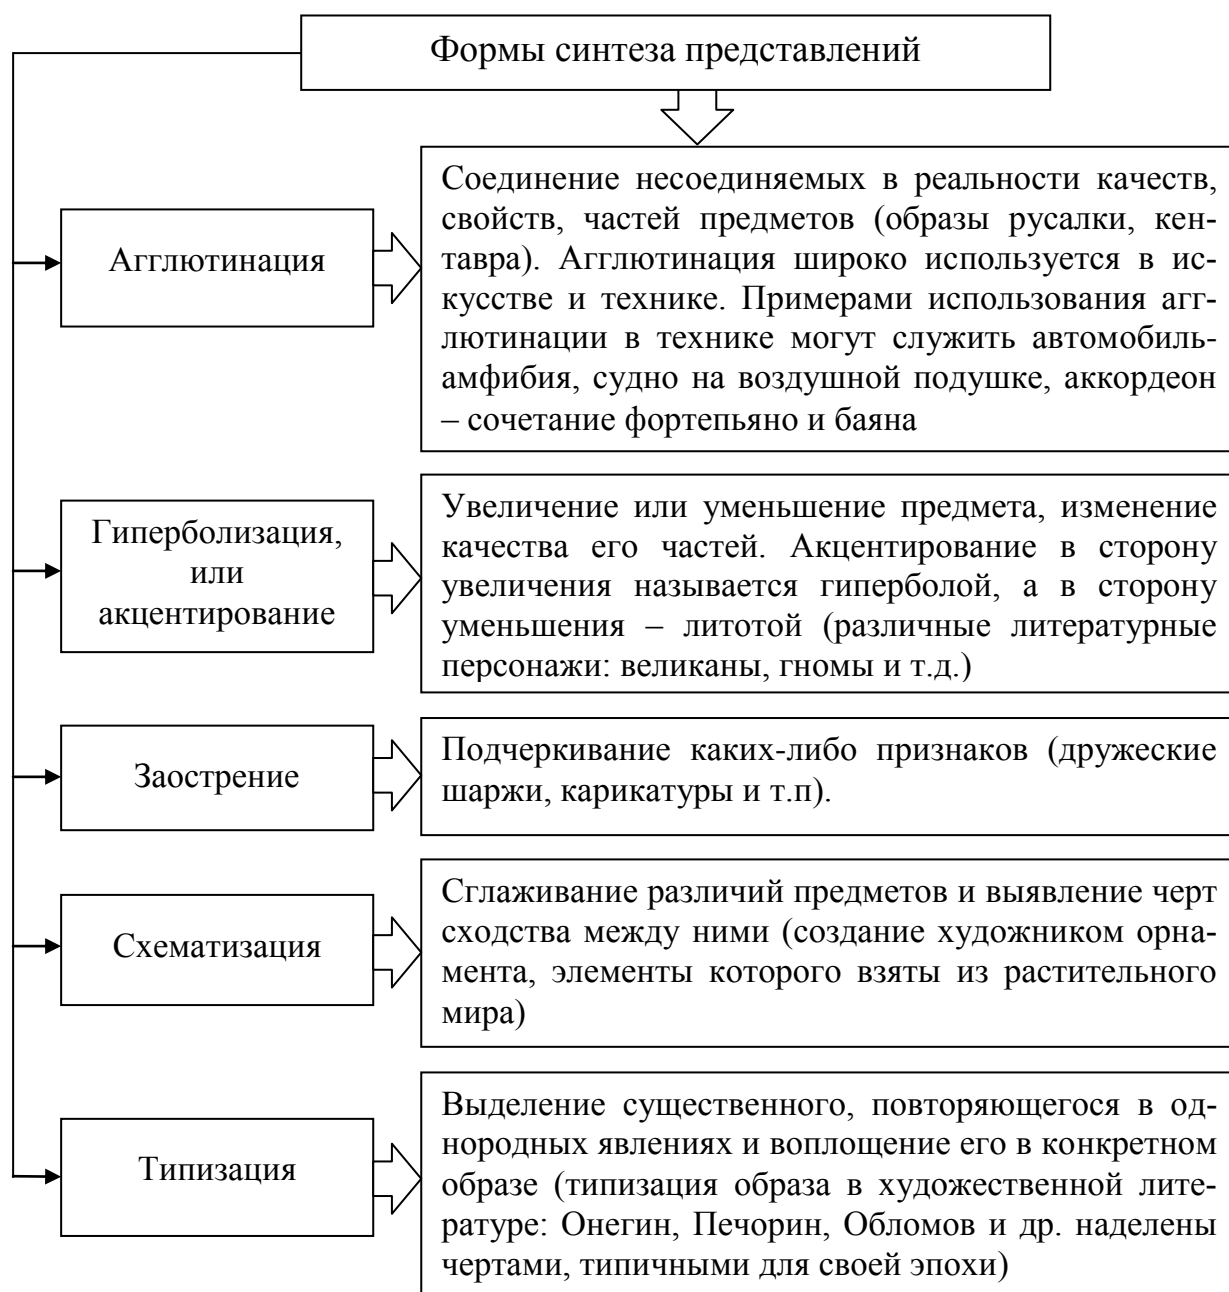 Формы синтеза представлений
Агглютинация
Соединение несоединяемых в реальности качеств,
свойств, частей предметов (образы русалки, кен-
тавра). Агглютинация широко используется в ис-
кусстве и технике. Примерами использования агг-
лютинации в технике могут служить автомобиль-
амфибия, судно на воздушной подушке, аккордеон
– сочетание фортепьяно и баяна
Гиперболизация,
или
акцентирование
Увеличение или уменьшение предмета, изменение
качества его частей. Акцентирование в сторону
увеличения называется гиперболой, а в сторону
уменьшения – литотой (различные литературные
персонажи: великаны, гномы и т.д.)
Заострение
Подчеркивание каких-либо признаков (дружеские
шаржи, карикатуры и т.п).
Схематизация
Сглаживание различий предметов и выявление черт
сходства между ними (создание художником орна-
мента, элементы которого взяты из растительного
мира)
Типизация
Выделение существенного, повторяющегося в од-
нородных явлениях и воплощение его в конкретном
образе (типизация образа в художественной лите-
ратуре: Онегин, Печорин, Обломов и др. наделены
чертами, типичными для своей эпохи)